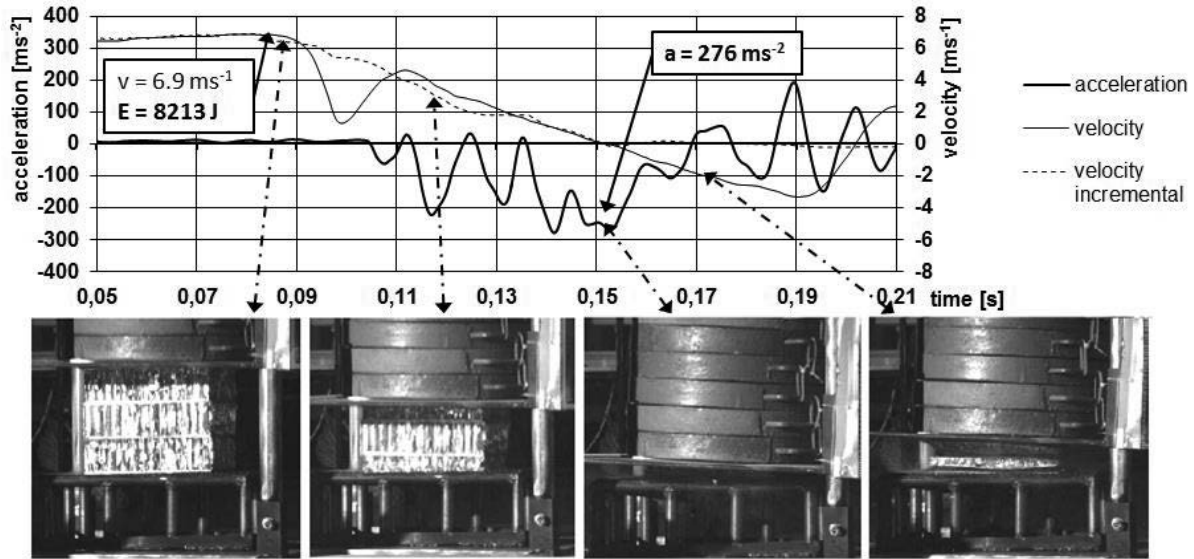 400
300
200
100
0
-100
-200
-300
-400
acceleration [ms⁻²]
v = 6.9 ms⁻¹
E = 8213 J
a = 276 ms⁻²
8
6
4
2
0
-2
-4
-6
-8
velocity [ms⁻¹]
0,05 0,07 0,09 0,11 0,13 0,15 0,17 0,19 0,21 time [s]
acceleration
velocity
velocity
incremental